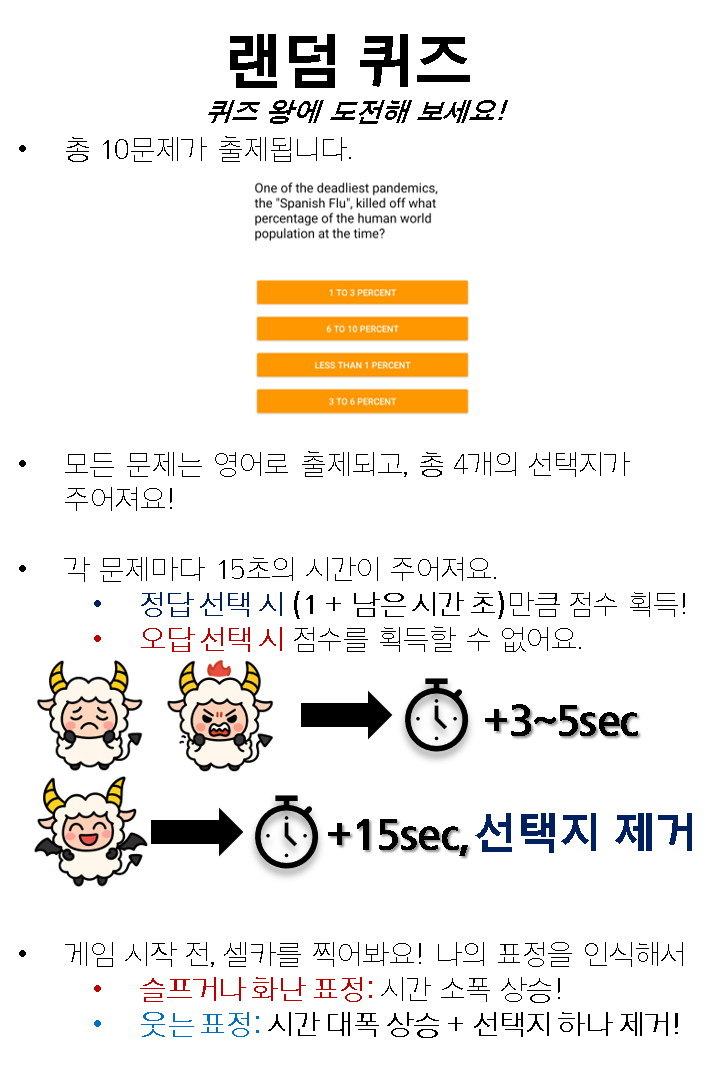 랜덤 퀴즈
퀴즈 왕에 도전해 보세요!
• 총 10문제가 출제됩니다.
One of the deadliest pandemics,
the "Spanish Flu", killed off what
percentage of the human world
population at the time?
1 TO 3 PERCENT
6 TO 10 PERCENT
LESS THAN 1 PERCENT
3 TO 6 PERCENT
• 모든 문제는 영어로 출제되고, 총 4개의 선택지가
주어져요!
• 각 문제마다 15초의 시간이 주어져요.
• 정답 선택 시 (1 + 남은 시간 초)만큼 점수 획득!
• 오답 선택 시 점수를 획득할 수 없어요.
+3~5sec
+15sec, 선택지 제거
• 게임 시작 전, 셀카를 찍어봐요! 나의 표정을 인식해서
• 슬프거나 화난 표정: 시간 소폭 상승!
• 웃는 표정: 시간 대폭 상승 + 선택지 하나 제거!